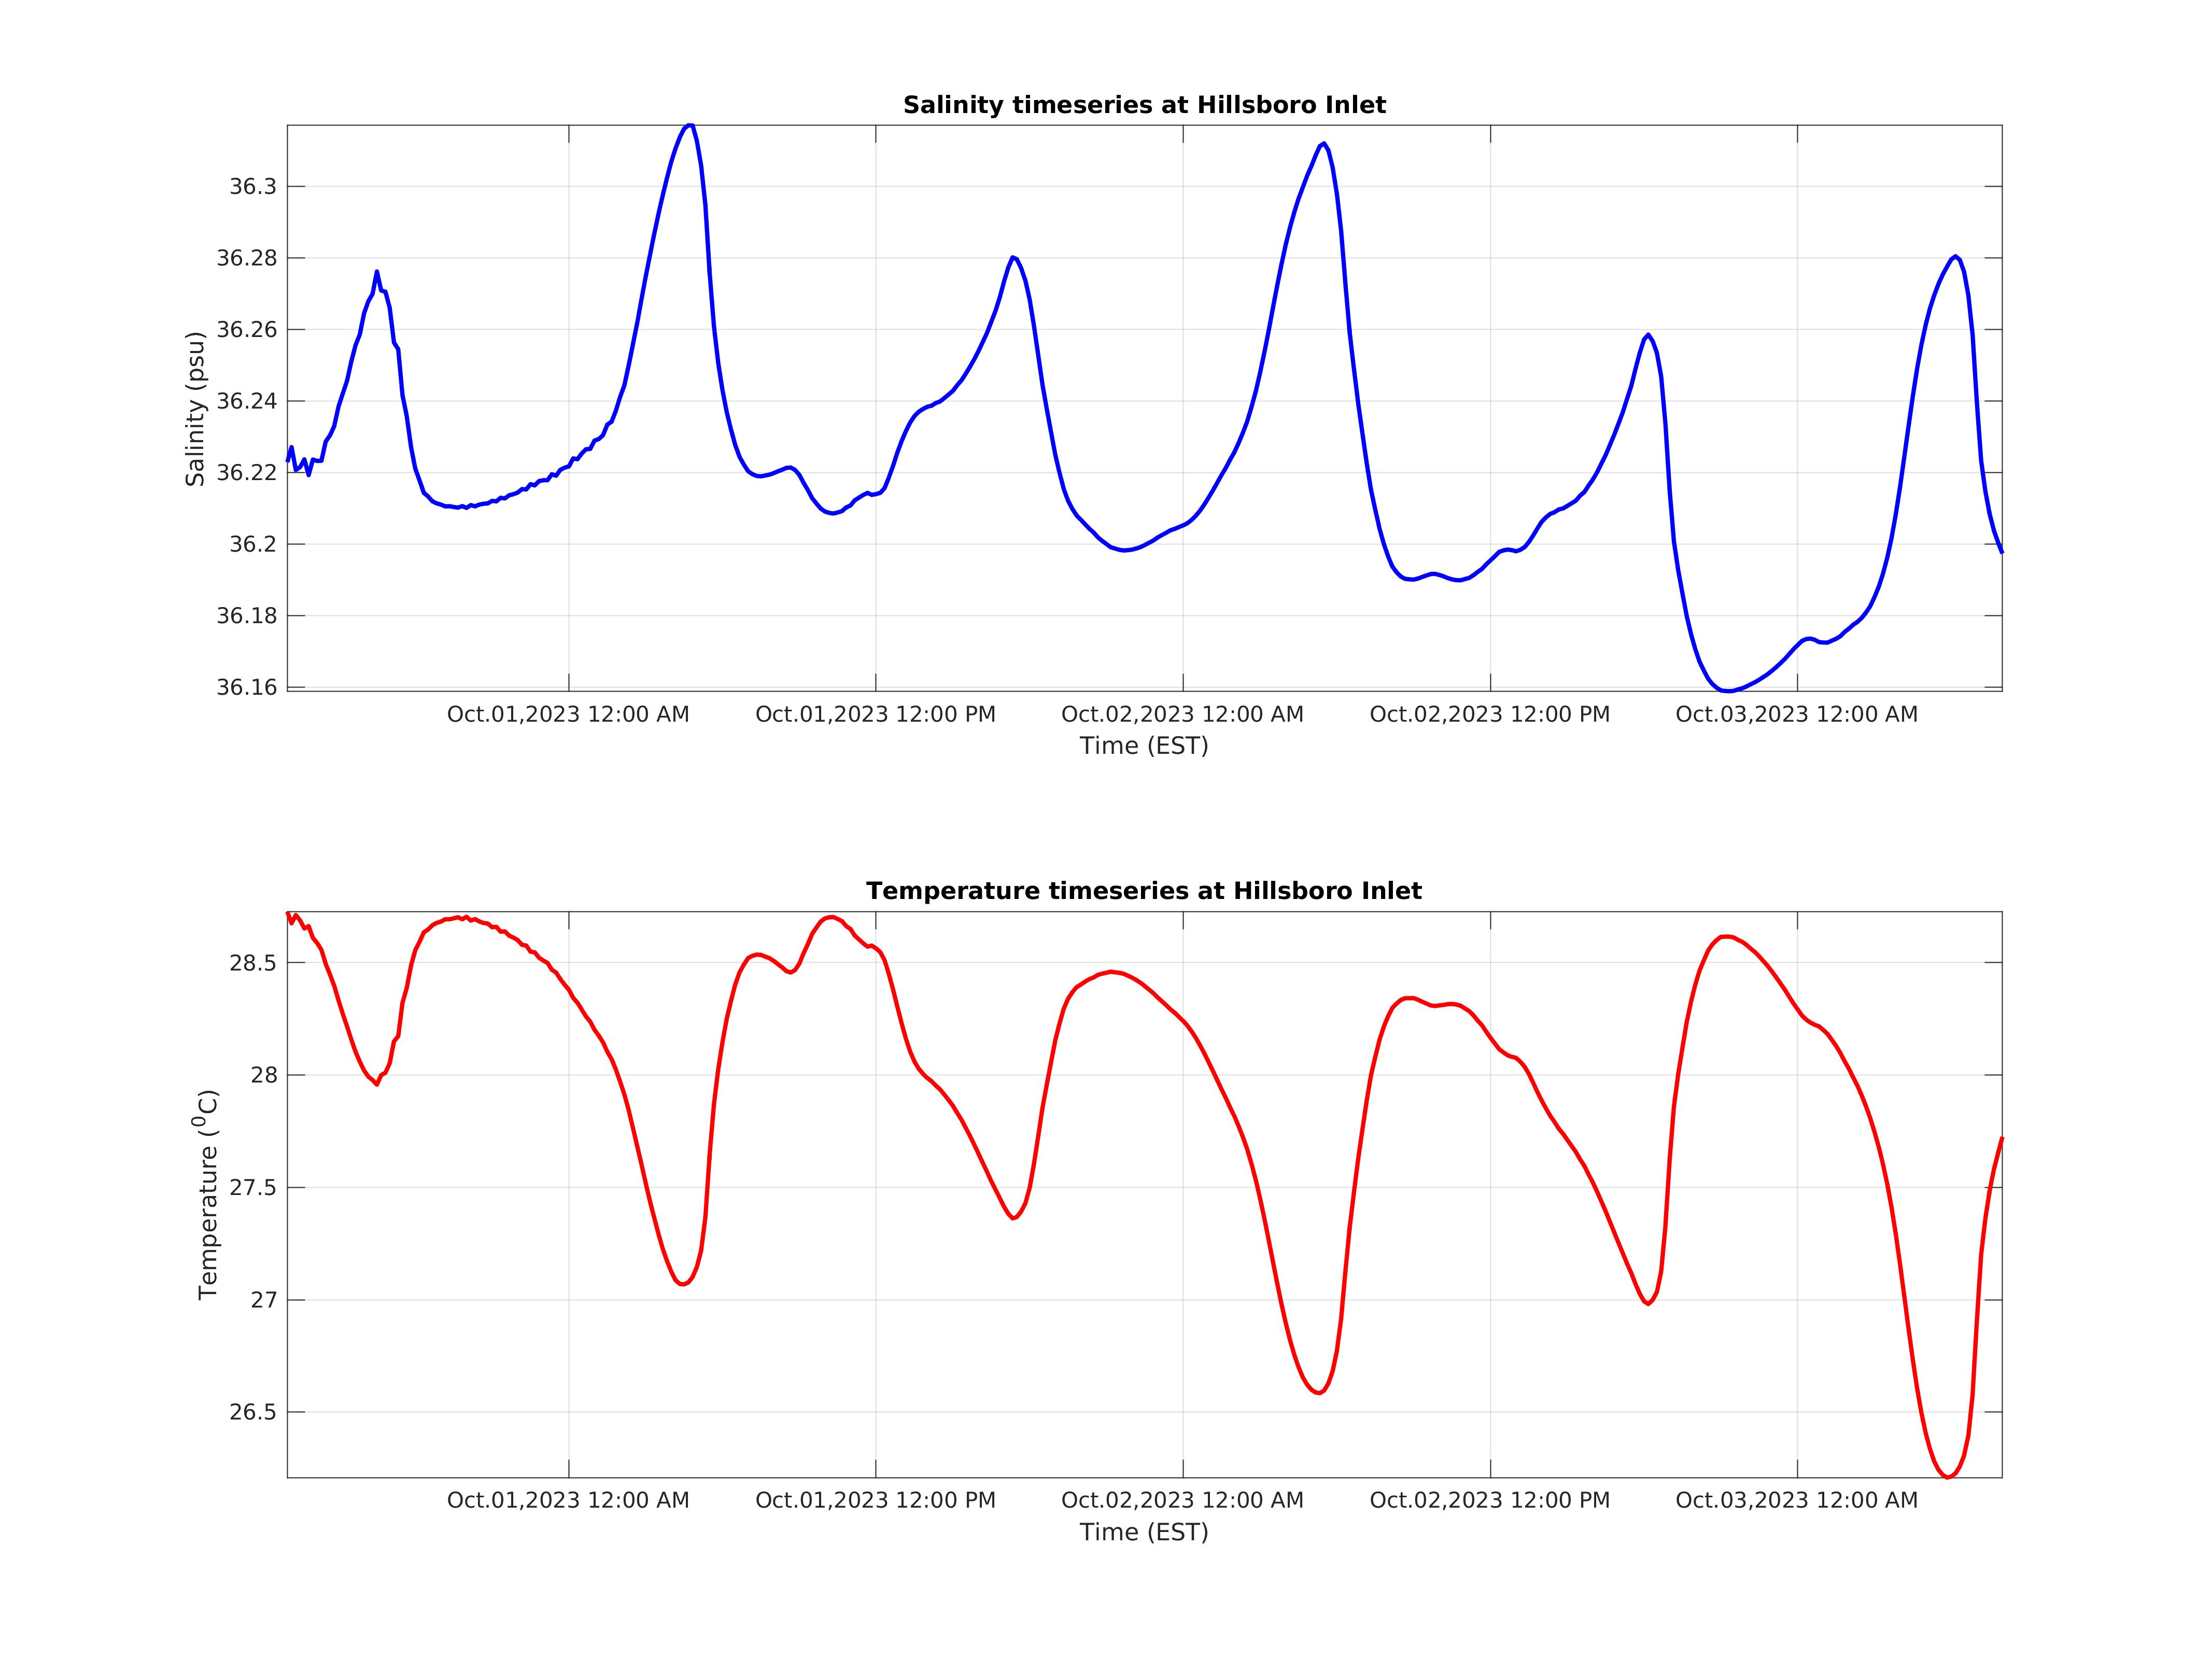 Salinity timeseries at Hillsboro Inlet
36.3
36.28
36.26
36.24
36.22
36.2
36.18
36.16
Salinity (psu)
Oct.01,2023 12:00 AM Oct.01,2023 12:00 PM Oct.02,2023 12:00 AM Oct.02,2023 12:00 PM Oct.03,2023 12:00 AM
Time (EST)
Temperature timeseries at Hillsboro Inlet
28.5
28
27.5
27
26.5
Temperature (⁰C)
Oct.01,2023 12:00 AM Oct.01,2023 12:00 PM Oct.02,2023 12:00 AM Oct.02,2023 12:00 PM Oct.03,2023 12:00 AM
Time (EST)